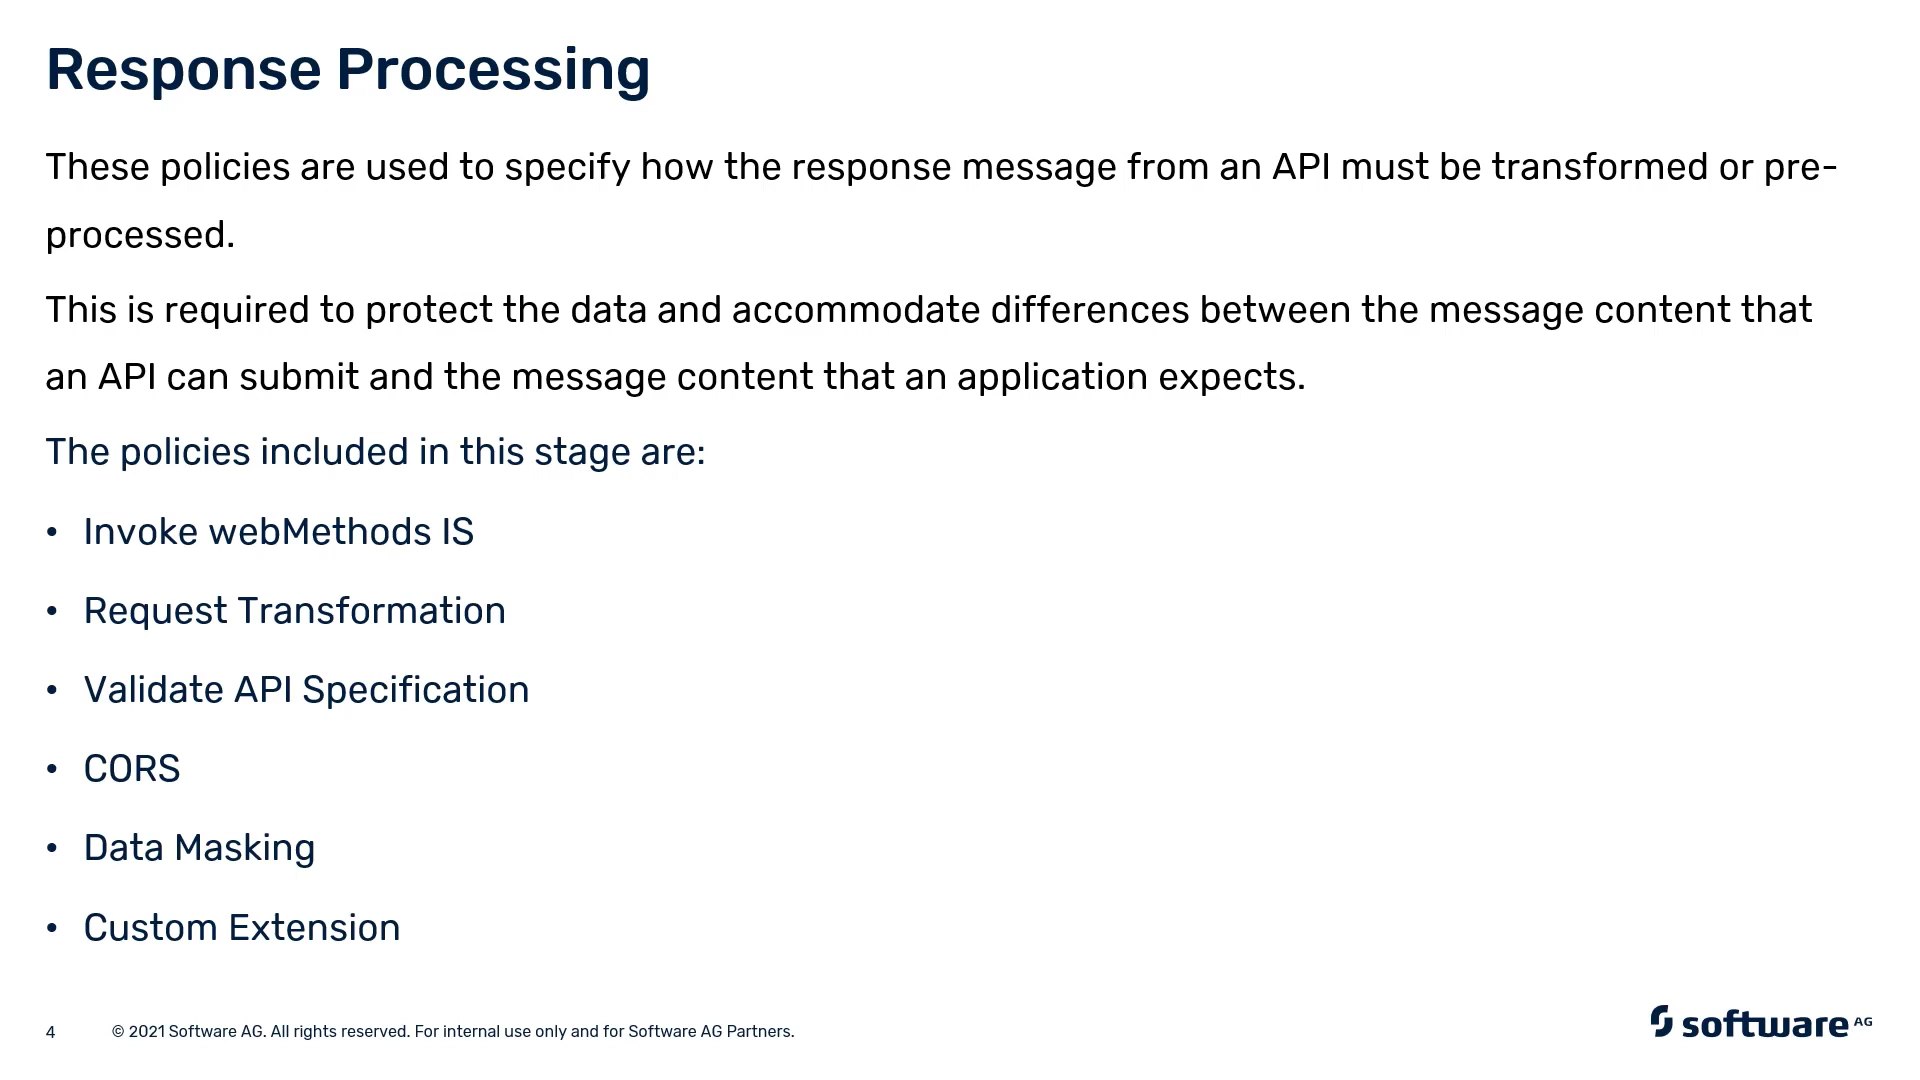 Response Processing
These policies are used to specify how the response message from an API must be transformed or pre-
processed.
This is required to protect the data and accommodate differences between the message content that
an API can submit and the message content that an application expects.
The policies included in this stage are:
• Invoke webMethods IS
• Request Transformation
• Validate API Specification
• CORS
• Data Masking
• Custom Extension
4 © 2021 Software AG. All rights reserved. For internal use only and for Software AG Partners.
software AG